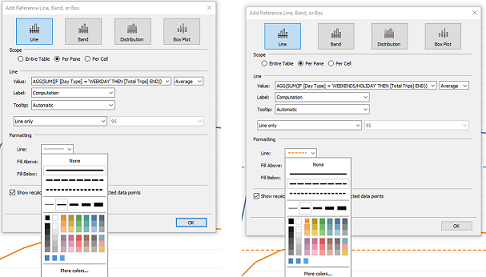 Add Reference Line, Band, or Box
Line
Band
Distribution
Box Plot
Scope
Entire Table
Per Pane
Per Cell
Line
Value: AGG(SUM(IF [Day Type] = 'WEEKDAY' THEN [Total Trips] END)) Average
Label: Computation
Tooltip: Automatic
Line only 95
Formatting
Line:
Fill Above:
Fill Below:
None
Show recalc
cted data points
More colors...
OK
Add Reference Line, Band, or Box
Line
Band
Distribution
Box Plot
Scope
Entire Table
Per Pane
Per Cell
Line
Value: AGG(SUM(IF [Day Type] = 'WEEKENDS/HOLIDAY' THEN [Total Trips] END)) Average
Label: Computation
Tooltip: Automatic
Line only 95
Formatting
Line:
Fill Above:
Fill Below:
None
Show recalc
cted data points
More colors...
OK